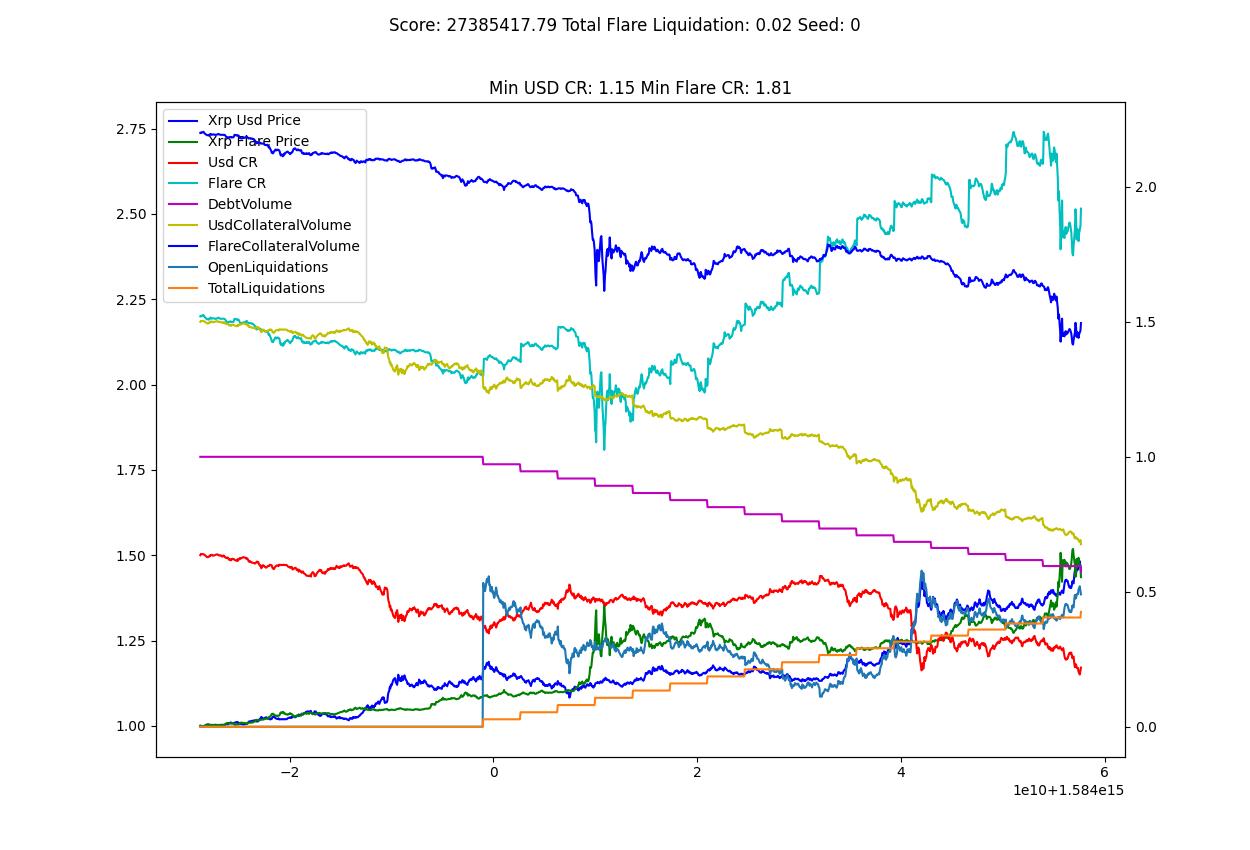 Score: 27385417.79 Total Flare Liquidation: 0.02 Seed: 0
Min USD CR: 1.15 Min Flare CR: 1.81
Xrp Usd Price
Xrp Flare Price
Usd CR
Flare CR
DebtVolume
UsdCollateralVolume
FlareCollateralVolume
OpenLiquidations
TotalLiquidations
2.75
2.50
2.25
2.00
1.75
1.50
1.25
1.00
2.0
1.5
1.0
0.5
0.0
−2 0 2 4 6
1e10+1.584e15